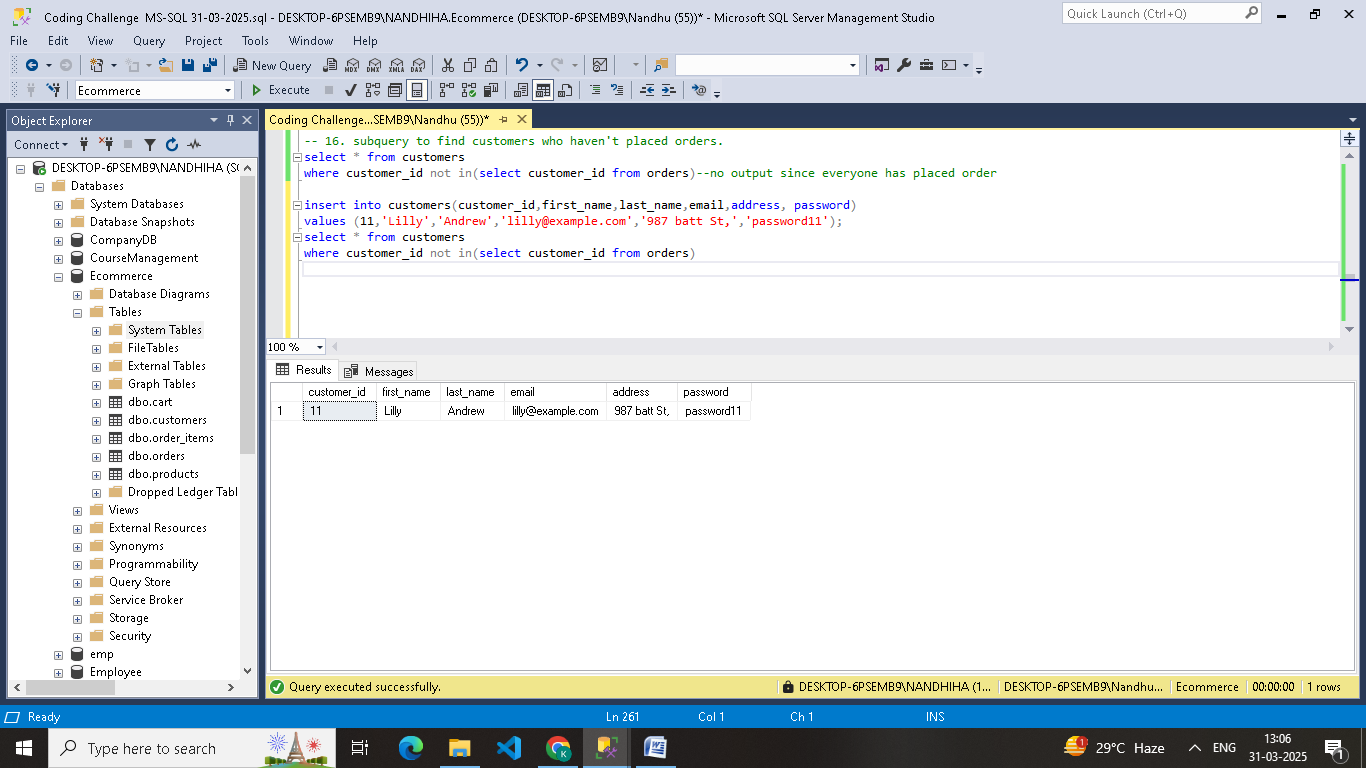 Coding Challenge  MS-SQL 31-03-2025.sql - DESKTOP-6PSEMB9\NANDHIHA.Ecommerce (DESKTOP-6PSEMB9\Nandhu (55))* - Microsoft SQL Server Management Studio
Quick Launch (Ctrl+Q)
File Edit View Query Project Tools Window Help
New Query MDX DMX XMLA DAX
Ecommerce Execute
Object Explorer
Coding Challenge...SEMB9\Nandhu (55))*
Connect
DESKTOP-6PSEMB9\NANDHIHA (SQ
Databases
System Databases
Database Snapshots
CompanyDB
CourseManagement
Ecommerce
Database Diagrams
Tables
System Tables
FileTables
External Tables
Graph Tables
dbo.cart
dbo.customers
dbo.order_items
dbo.orders
dbo.products
Dropped Ledger Tabl
Views
External Resources
Synonyms
Programmability
Query Store
Service Broker
Storage
Security
emp
Employee
-- 16. subquery to find customers who haven't placed orders.
select * from customers
where customer_id not in(select customer_id from orders)--no output since everyone has placed order
insert into customers(customer_id,first_name,last_name,email,address, password)
values (11,'Lilly','Andrew','lilly@example.com','987 batt St,','password11');
select * from customers
where customer_id not in(select customer_id from orders)
100 %
Results Messages
customer_id first_name last_name email address password
1 11 Lilly Andrew lilly@example.com 987 batt St, password11
Query executed successfully.
DESKTOP-6PSEMB9\NANDHIHA (1... DESKTOP-6PSEMB9\Nandhu... Ecommerce 00:00:00 1 rows
Ready Ln 261 Col 1 Ch 1 INS
Type here to search
1 29°C Haze ENG 13:06
31-03-2025 1